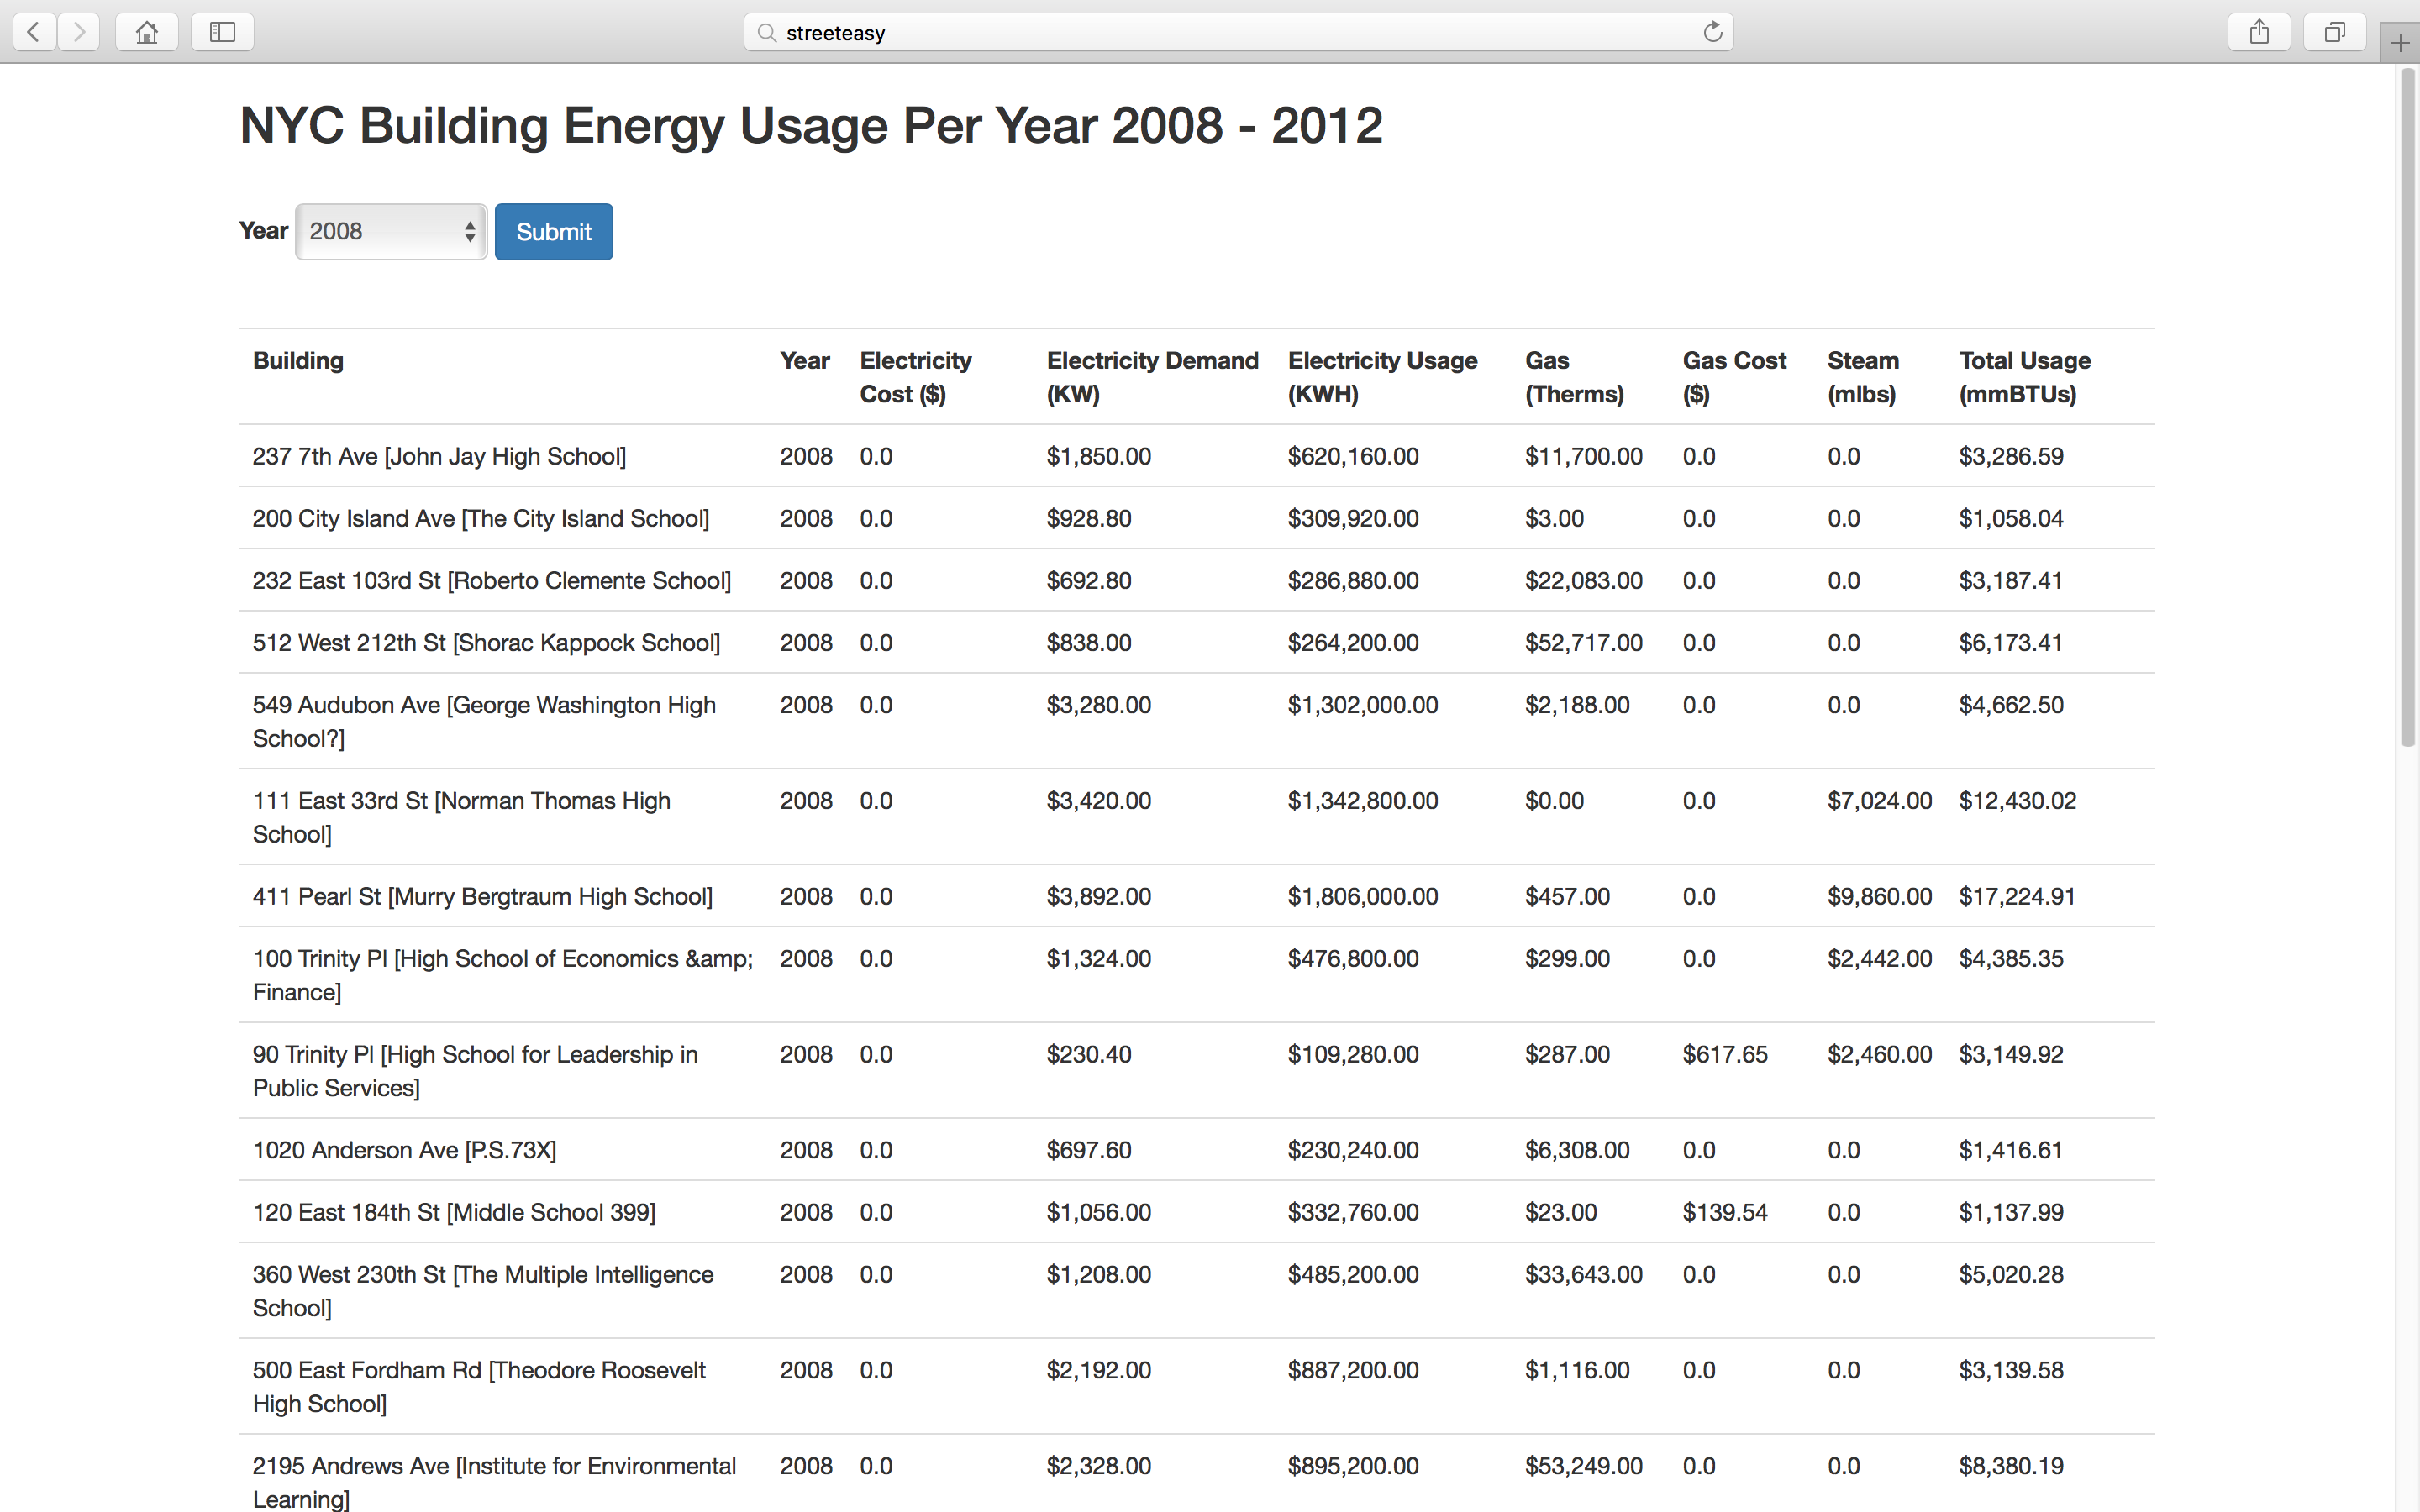 streeteasy
NYC Building Energy Usage Per Year 2008 - 2012
Year 2008 Submit
Building Year Electricity Cost ($) Electricity Demand (KW) Electricity Usage (KWH) Gas (Therms) Gas Cost ($) Steam (mlbs) Total Usage (mmBTUs)
237 7th Ave [John Jay High School] 2008 0.0 $1,850.00 $620,160.00 $11,700.00 0.0 0.0 $3,286.59
200 City Island Ave [The City Island School] 2008 0.0 $928.80 $309,920.00 $3.00 0.0 0.0 $1,058.04
232 East 103rd St [Roberto Clemente School] 2008 0.0 $692.80 $286,880.00 $22,083.00 0.0 0.0 $3,187.41
512 West 212th St [Shorac Kappock School] 2008 0.0 $838.00 $264,200.00 $52,717.00 0.0 0.0 $6,173.41
549 Audubon Ave [George Washington High School?] 2008 0.0 $3,280.00 $1,302,000.00 $2,188.00 0.0 0.0 $4,662.50
111 East 33rd St [Norman Thomas High School] 2008 0.0 $3,420.00 $1,342,800.00 $0.00 0.0 $7,024.00 $12,430.02
411 Pearl St [Murry Bergtraum High School] 2008 0.0 $3,892.00 $1,806,000.00 $457.00 0.0 $9,860.00 $17,224.91
100 Trinity Pl [High School of Economics &amp; Finance] 2008 0.0 $1,324.00 $476,800.00 $299.00 0.0 $2,442.00 $4,385.35
90 Trinity Pl [High School for Leadership in Public Services] 2008 0.0 $230.40 $109,280.00 $287.00 $617.65 $2,460.00 $3,149.92
1020 Anderson Ave [P.S.73X] 2008 0.0 $697.60 $230,240.00 $6,308.00 0.0 0.0 $1,416.61
120 East 184th St [Middle School 399] 2008 0.0 $1,056.00 $332,760.00 $23.00 $139.54 0.0 $1,137.99
360 West 230th St [The Multiple Intelligence School] 2008 0.0 $1,208.00 $485,200.00 $33,643.00 0.0 0.0 $5,020.28
500 East Fordham Rd [Theodore Roosevelt High School] 2008 0.0 $2,192.00 $887,200.00 $1,116.00 0.0 0.0 $3,139.58
2195 Andrews Ave [Institute for Environmental Learning] 2008 0.0 $2,328.00 $895,200.00 $53,249.00 0.0 0.0 $8,380.19